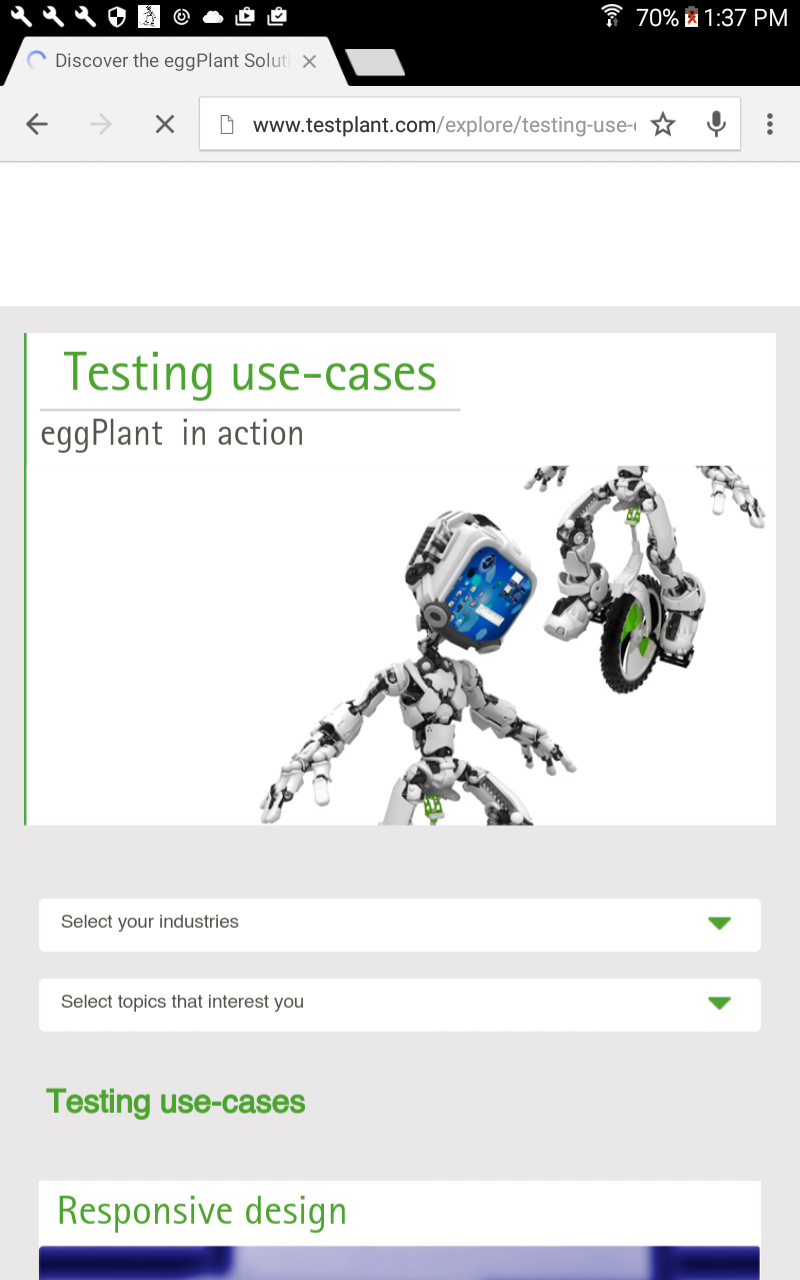 70% 1:37 PM
Discover the eggPlant Soluti
www.testplant.com/explore/testing-use-
Testing use-cases
eggPlant in action
Select your industries
Select topics that interest you
Testing use-cases
Responsive design